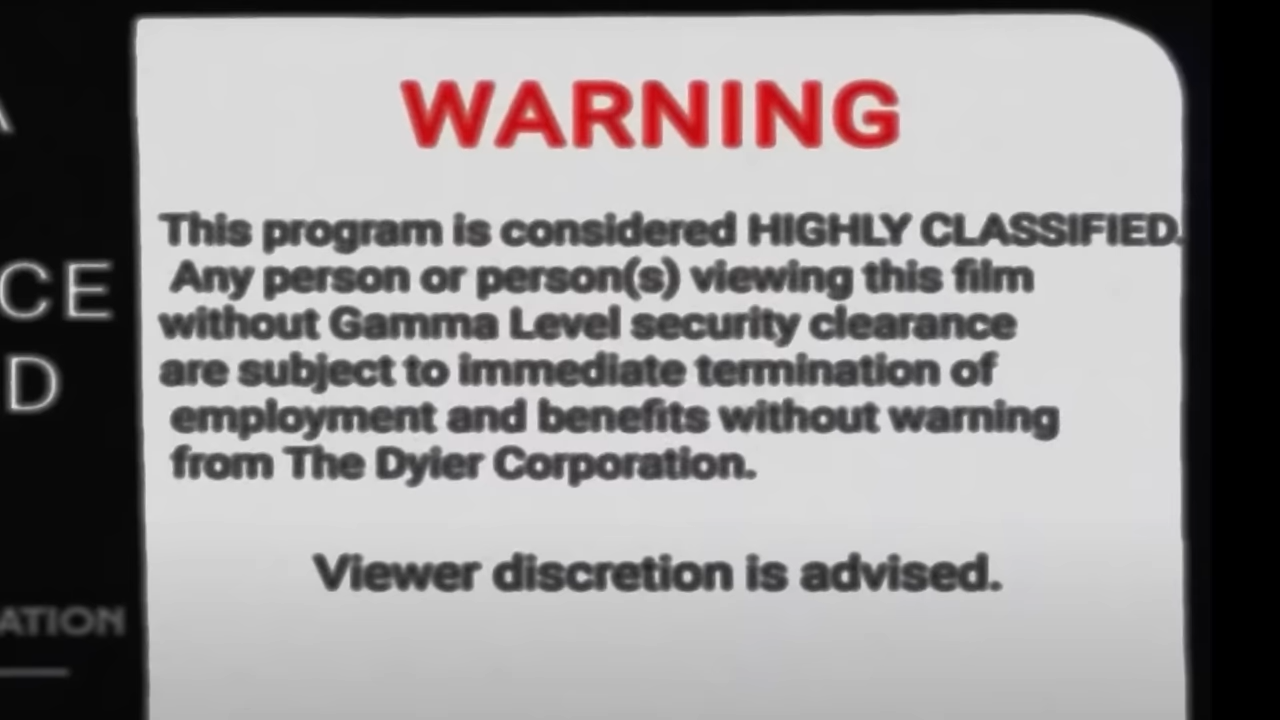 WARNING
This program is considered HIGHLY CLASSIFIED.
Any person or person(s) viewing this film
without Gamma Level security clearance
are subject to immediate termination of
employment and benefits without warning
from The Dyier Corporation.
Viewer discretion is advised.
A
CE
D
ATION